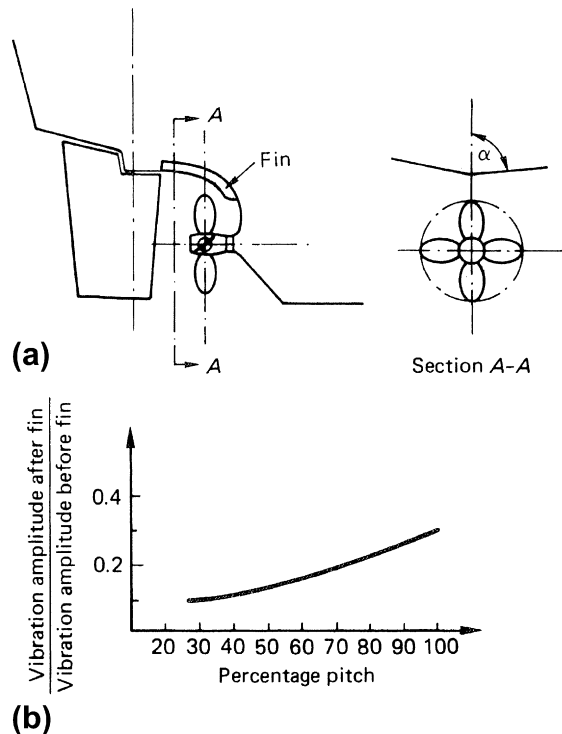 A
Fin
α
A
(a)
Section A-A
Vibration amplitude after fin
Vibration amplitude before fin
0.4
0.2
20 30 40 50 60 70 80 90 100
Percentage pitch
(b)